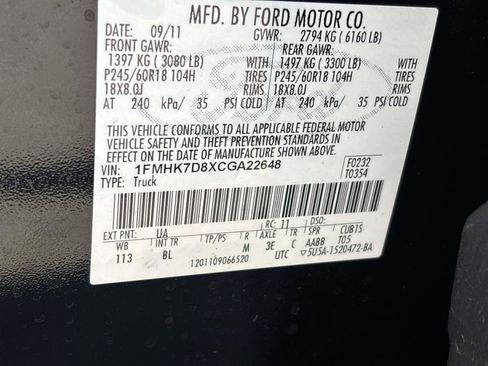 MFD. BY FORD MOTOR CO.
DATE: 09/11 GVWR: 2794 KG ( 6160 LB)
FRONT GAWR: REAR GAWR:
1397 KG ( 3080 LB) 1497 KG ( 3300 LB)
P245/60R18 104H P245/60R18 104H
18X8.0J RIMS 18X8.0J RIMS
AT 240 kPa/ 35 PSI COLD AT 240 kPa/ 35 PSI COLD
THIS VEHICLE CONFORMS TO ALL APPLICABLE FEDERAL MOTOR
VEHICLE SAFETY AND THEFT PREVENTION STANDARDS IN EFFECT
ON THE DATE OF MANUFACTURE SHOWN ABOVE.
VIN: 1FMHK7D8XCGA22648 F0232
TYPE: Truck T0354
EXT PNT: UA RC: 11 DSO:
WB INT TR TP/PS R AXLE TR SPR CUB1S
113 BL M 3E C AABB T05
1201109066520 UTC ▽5U5A-1520472-BA